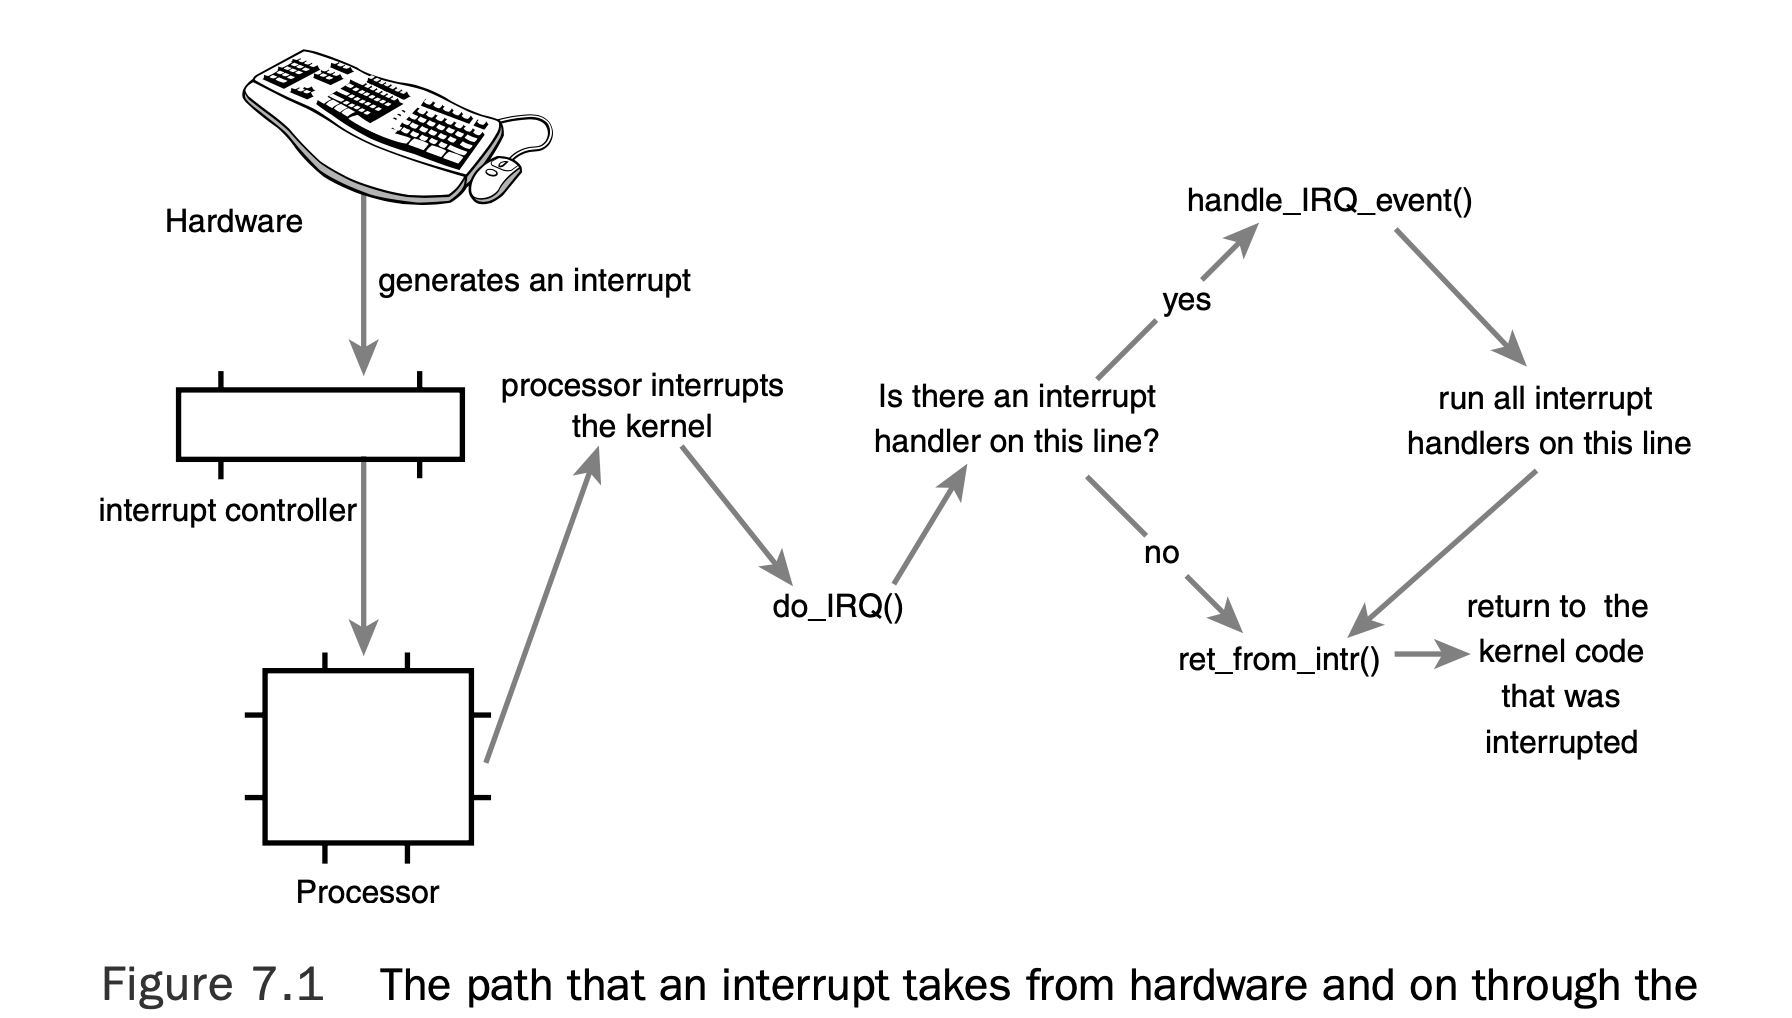 Hardware
generates an interrupt
interrupt controller
Processor
processor interrupts
the kernel
do_IRQ()
Is there an interrupt
handler on this line?
yes
handle_IRQ_event()
run all interrupt
handlers on this line
no
ret_from_intr()
return to the
kernel code
that was
interrupted
Figure 7.1 The path that an interrupt takes from hardware and on through the